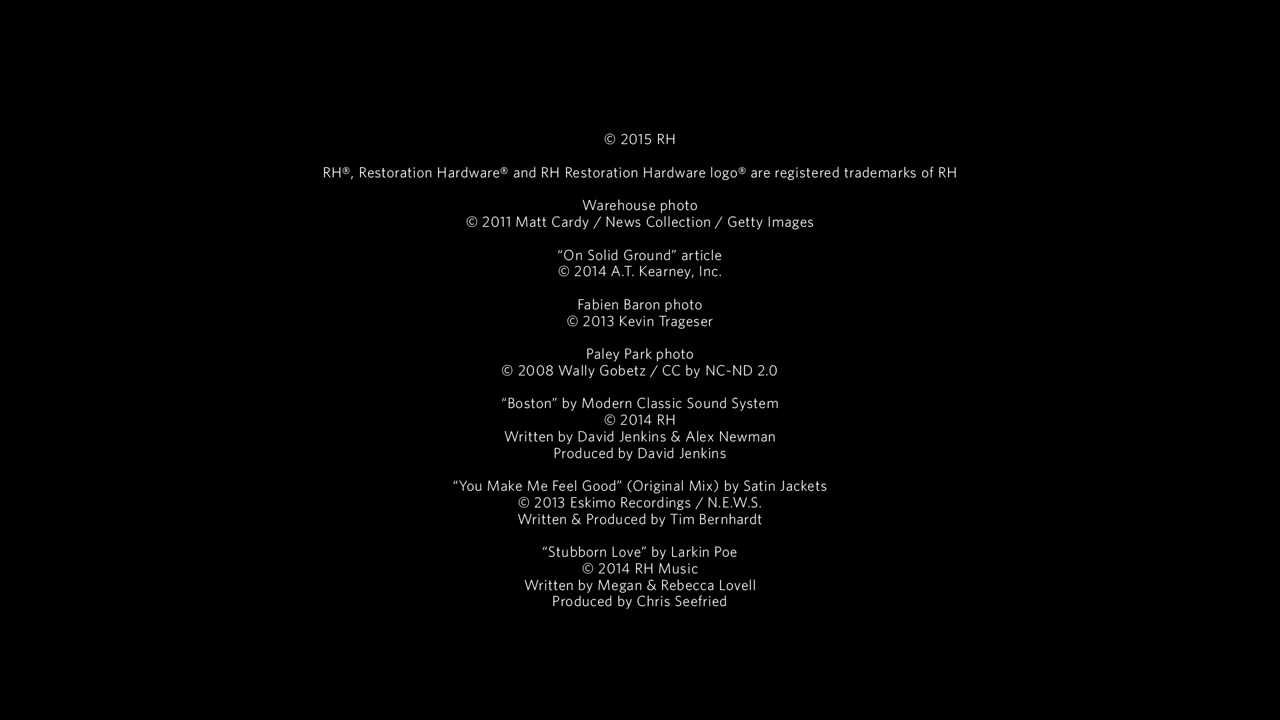 © 2015 RH
RH®, Restoration Hardware® and RH Restoration Hardware logo® are registered trademarks of RH
Warehouse photo
© 2011 Matt Cardy / News Collection / Getty Images
“On Solid Ground” article
© 2014 A.T. Kearney, Inc.
Fabien Baron photo
© 2013 Kevin Trageser
Paley Park photo
© 2008 Wally Gobetz / CC by NC-ND 2.0
“Boston” by Modern Classic Sound System
© 2014 RH
Written by David Jenkins & Alex Newman
Produced by David Jenkins
“You Make Me Feel Good” (Original Mix) by Satin Jackets
© 2013 Eskimo Recordings / N.E.W.S.
Written & Produced by Tim Bernhardt
“Stubborn Love” by Larkin Poe
© 2014 RH Music
Written by Megan & Rebecca Lovell
Produced by Chris Seefried